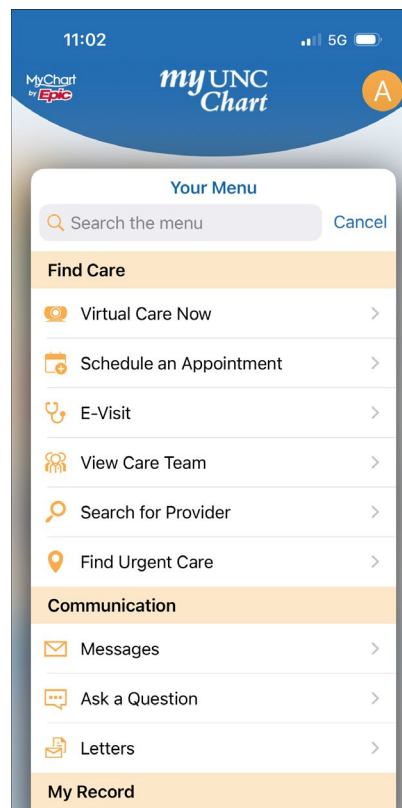 11:02
5G
MyChart
by Epic
myUNC
Chart
A
Your Menu
Search the menu
Cancel
Find Care
Virtual Care Now
Schedule an Appointment
E-Visit
View Care Team
Search for Provider
Find Urgent Care
Communication
Messages
Ask a Question
Letters
My Record